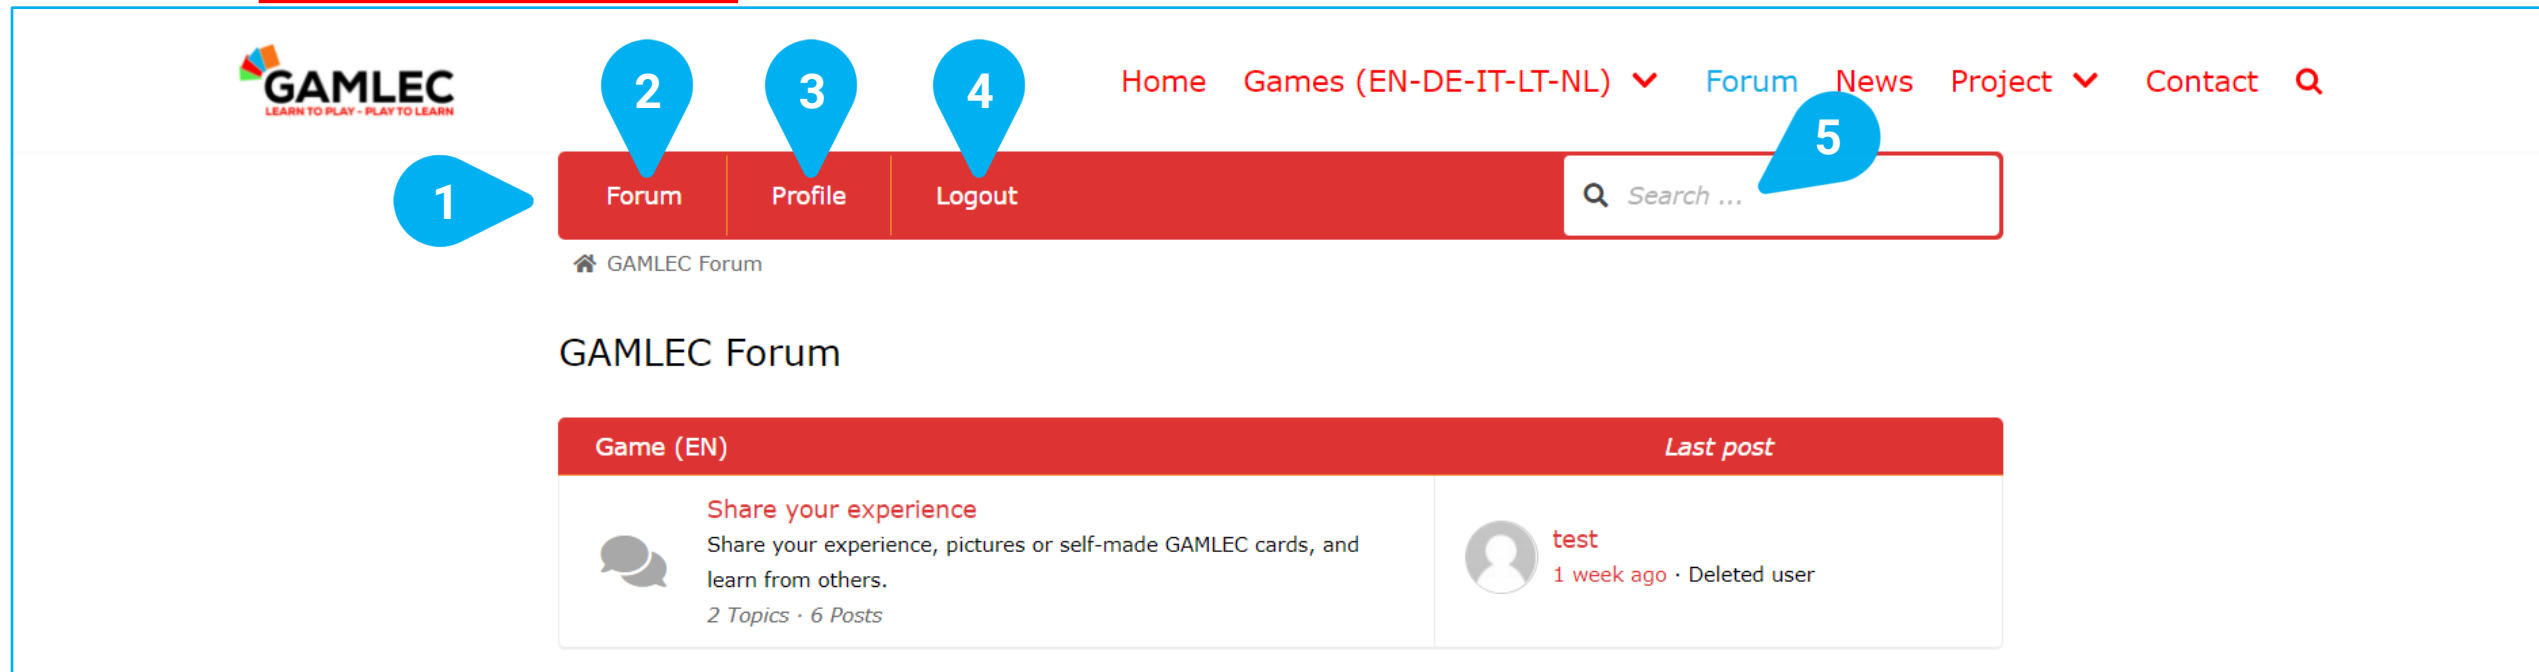 GAMLEC
LEARN TO PLAY - PLAY TO LEARN
2
3
4
Home Games (EN-DE-IT-LT-NL) Forum News Project Contact
5
1
Forum Profile Logout Search ...
GAMLEC Forum
GAMLEC Forum
Game (EN) Last post
Share your experience
Share your experience, pictures or self-made GAMLEC cards, and
learn from others.
2 Topics · 6 Posts
test
1 week ago · Deleted user